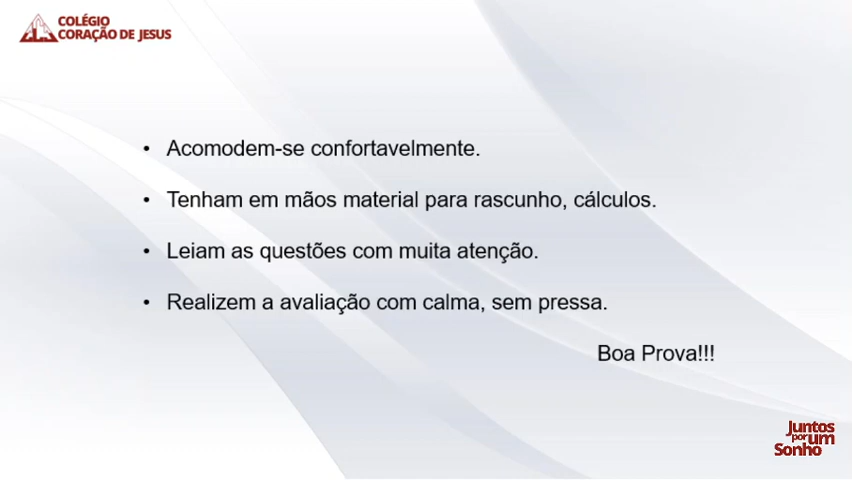 COLÉGIO
CORAÇÃO DE JESUS
• Acomodem-se confortavelmente.
• Tenham em mãos material para rascunho, cálculos.
• Leiam as questões com muita atenção.
• Realizem a avaliação com calma, sem pressa.
Boa Prova!!!
Juntos
por um
Sonho